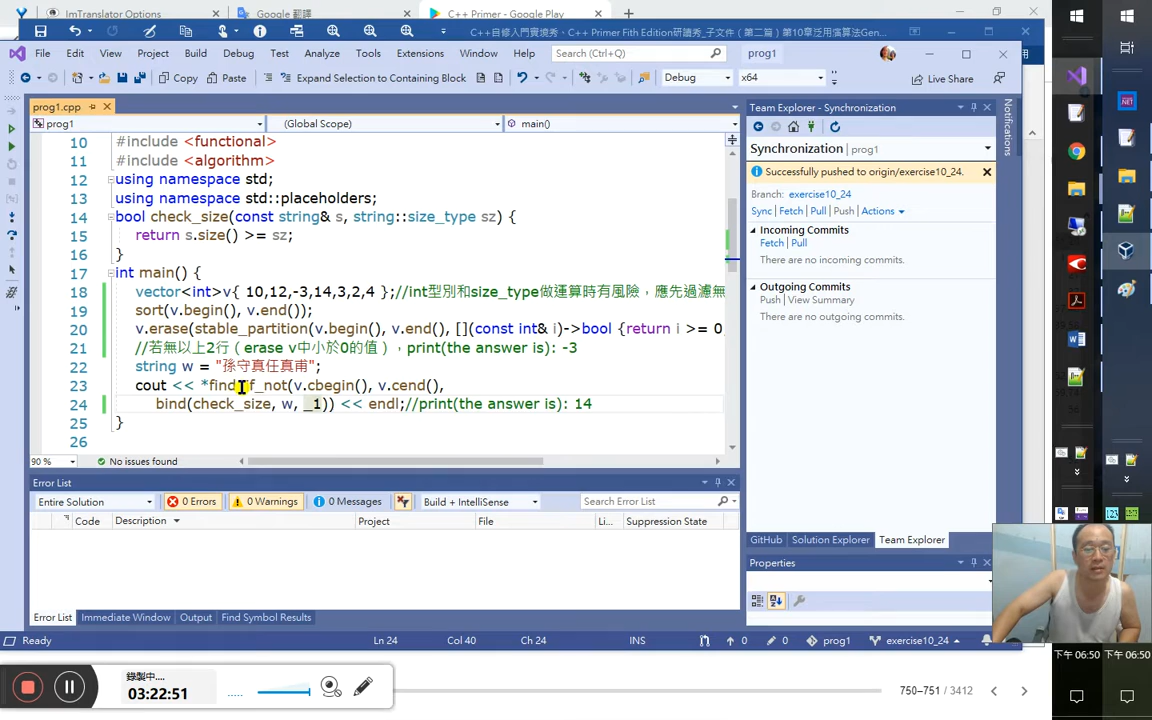 ImTranslator Options
Google 翻譯
C++ Primer - Google Play
C++自修入門實境秀、C++ Primer Fith Edition研讀秀_子文件（第二篇）第10章泛用演算法Gen...
File Edit View Project Build Debug Test Analyze Tools Extensions Window Help Search (Ctrl+Q) prog1
Copy Paste Expand Selection to Containing Block Debug x64 Live Share
prog1.cpp
prog1 (Global Scope) main()
10 #include <functional>
11 #include <algorithm>
12 using namespace std;
13 using namespace std::placeholders;
14 bool check_size(const string& s, string::size_type sz) {
15 return s.size() >= sz;
16 }
17 int main() {
18 vector<int>v{ 10,12,-3,14,3,2,4 };//int型別和size_type做運算時有風險，應先過濾無
19 sort(v.begin(), v.end());
20 v.erase(stable_partition(v.begin(), v.end(), [](const int& i)->bool {return i >= 0
21 //若無以上2行（erase v中小於0的值），print(the answer is): -3
22 string w = "孫守真任真甫";
23 cout << *find_if_not(v.cbegin(), v.cend(),
24 bind(check_size, w, _1)) << endl;//print(the answer is): 14
25 }
26
90 % No issues found
Error List
Entire Solution 0 Errors 0 Warnings 0 Messages Build + IntelliSense Search Error List
Code Description Project File Li... Suppression State
Error List Immediate Window Output Find Symbol Results
Ready Ln 24 Col 40 Ch 24 INS 0 0 prog1 exercise10_24
Team Explorer - Synchronization
Synchronization prog1
Successfully pushed to origin/exercise10_24.
Branch: exercise10_24
Sync Fetch Pull Push Actions
Incoming Commits
Fetch Pull
There are no incoming commits.
Outgoing Commits
Push View Summary
There are no outgoing commits.
GitHub Solution Explorer Team Explorer
Properties
Notifications
錄製中....
03:22:51
750–751 / 3412
下午 06:50 下午 06:50